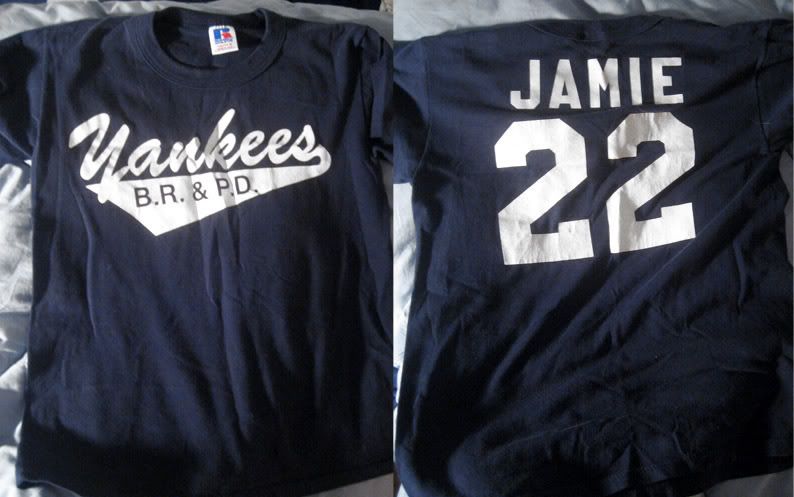 Yankees
B.R. & P.D.
JAMIE
22